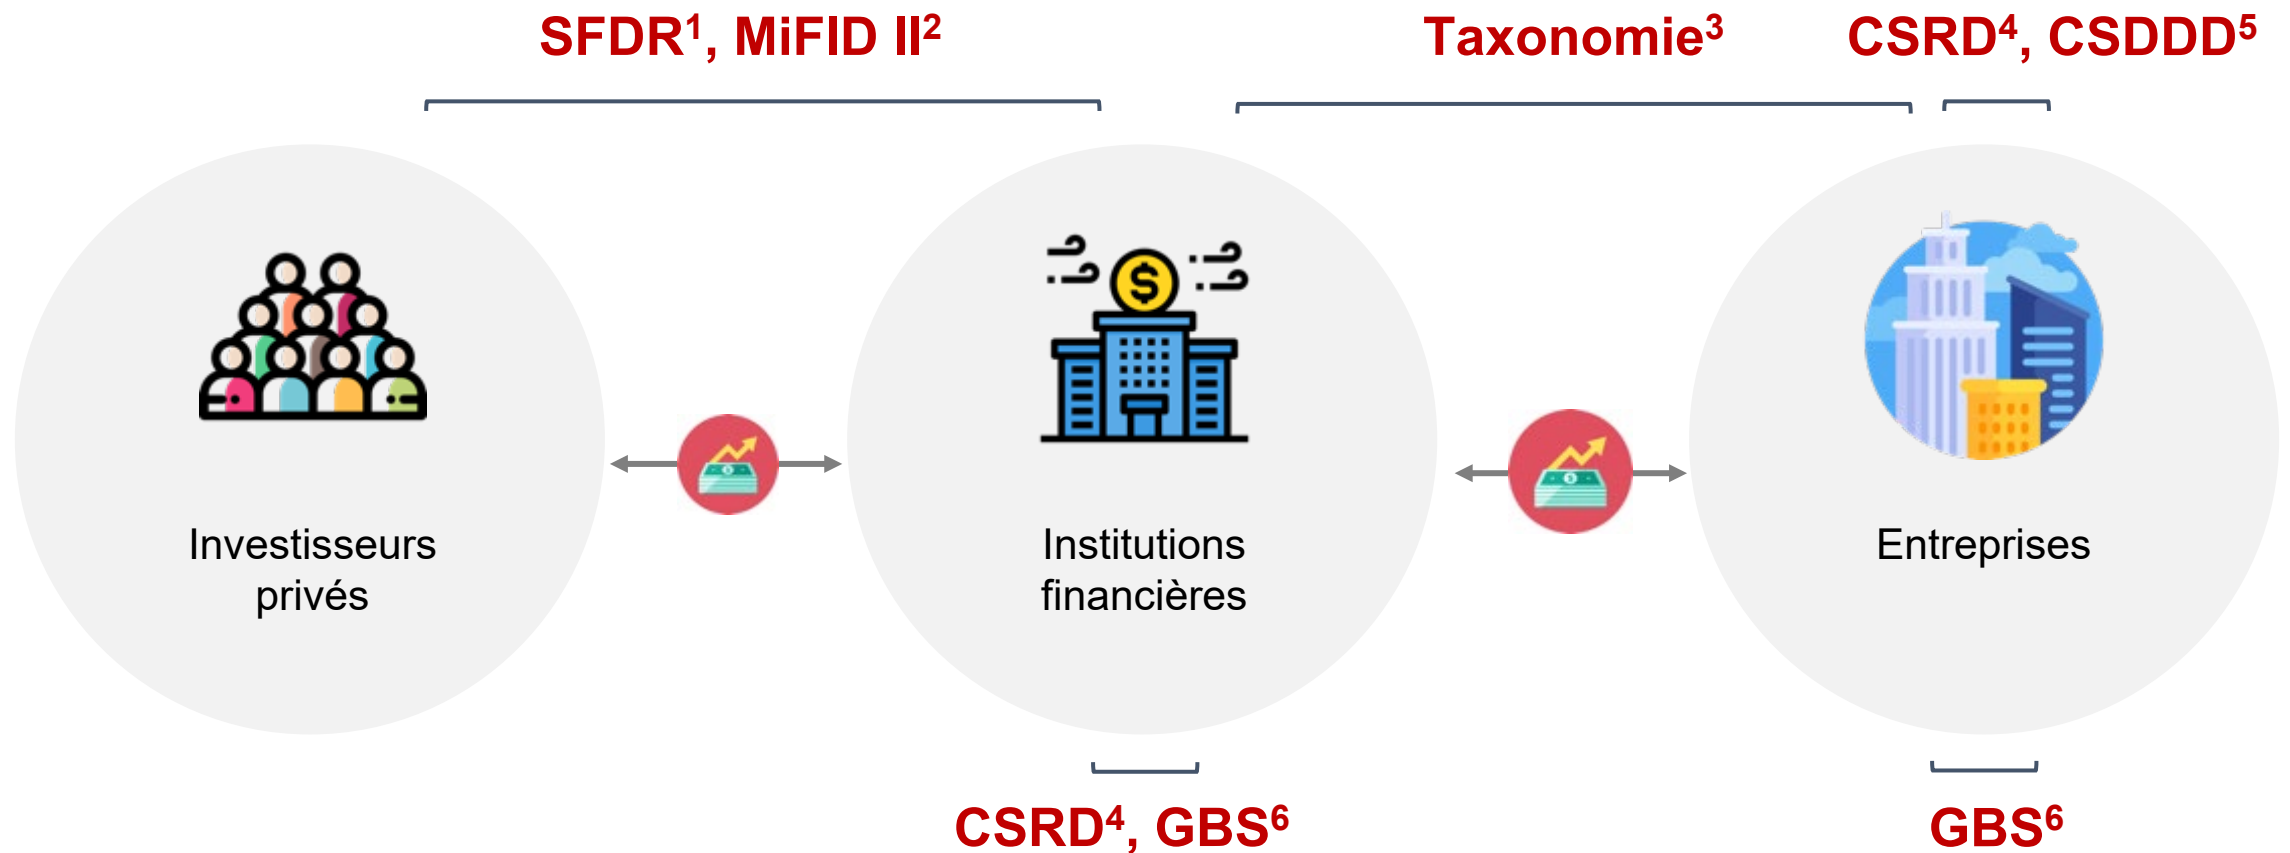 SFDR¹, MiFID II²
Taxonomie³
CSRD⁴, CSDDD⁵
$
Investisseurs
privés
Institutions
financières
Entreprises
CSRD⁴, GBS⁶
GBS⁶